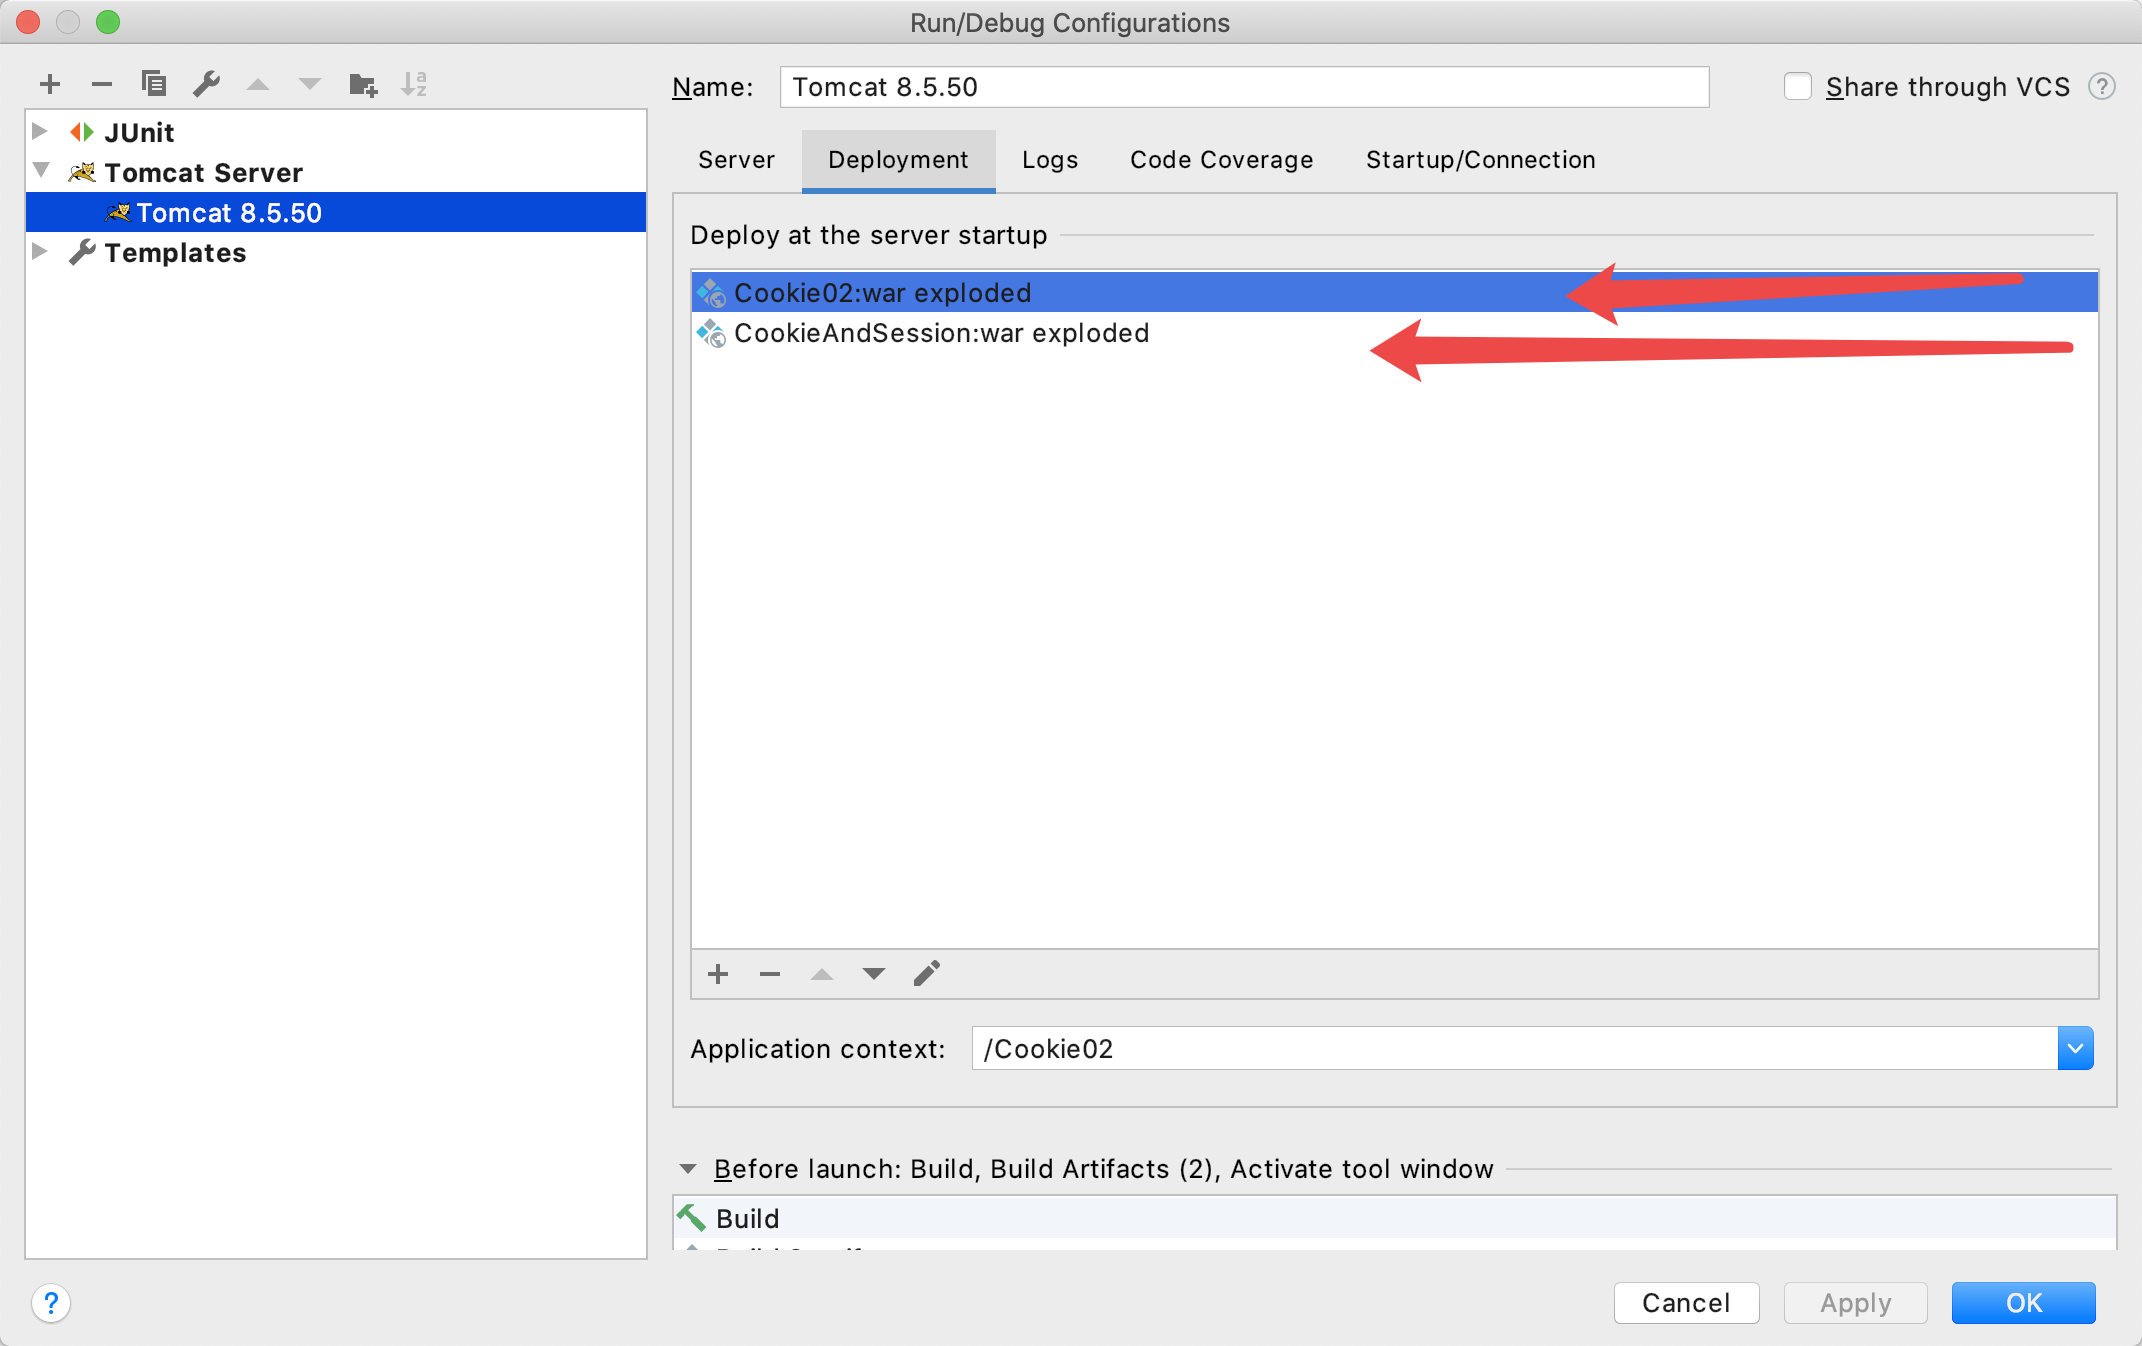 Run/Debug Configurations
Name: Tomcat 8.5.50
Share through VCS ?
JUnit
Tomcat Server
Tomcat 8.5.50
Templates
Server Deployment Logs Code Coverage Startup/Connection
Deploy at the server startup
Cookie02:war exploded
CookieAndSession:war exploded
Application context: /Cookie02
Before launch: Build, Build Artifacts (2), Activate tool window
Build
? Cancel Apply OK